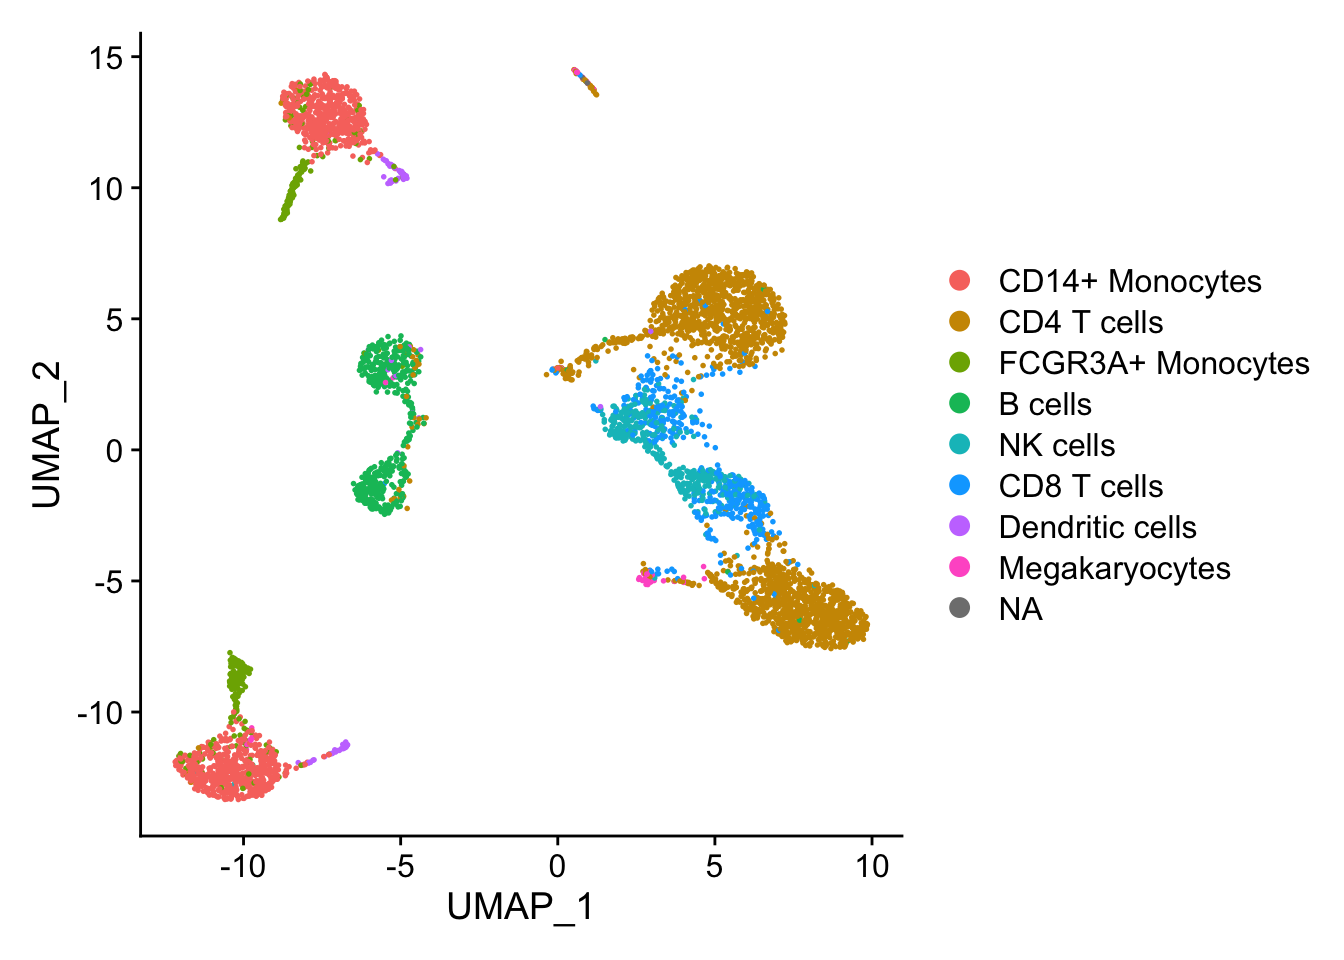 15
10
5
0
-5
-10
UMAP_2
-10
-5
0
5
10
UMAP_1
CD14+ Monocytes
CD4 T cells
FCGR3A+ Monocytes
B cells
NK cells
CD8 T cells
Dendritic cells
Megakaryocytes
NA